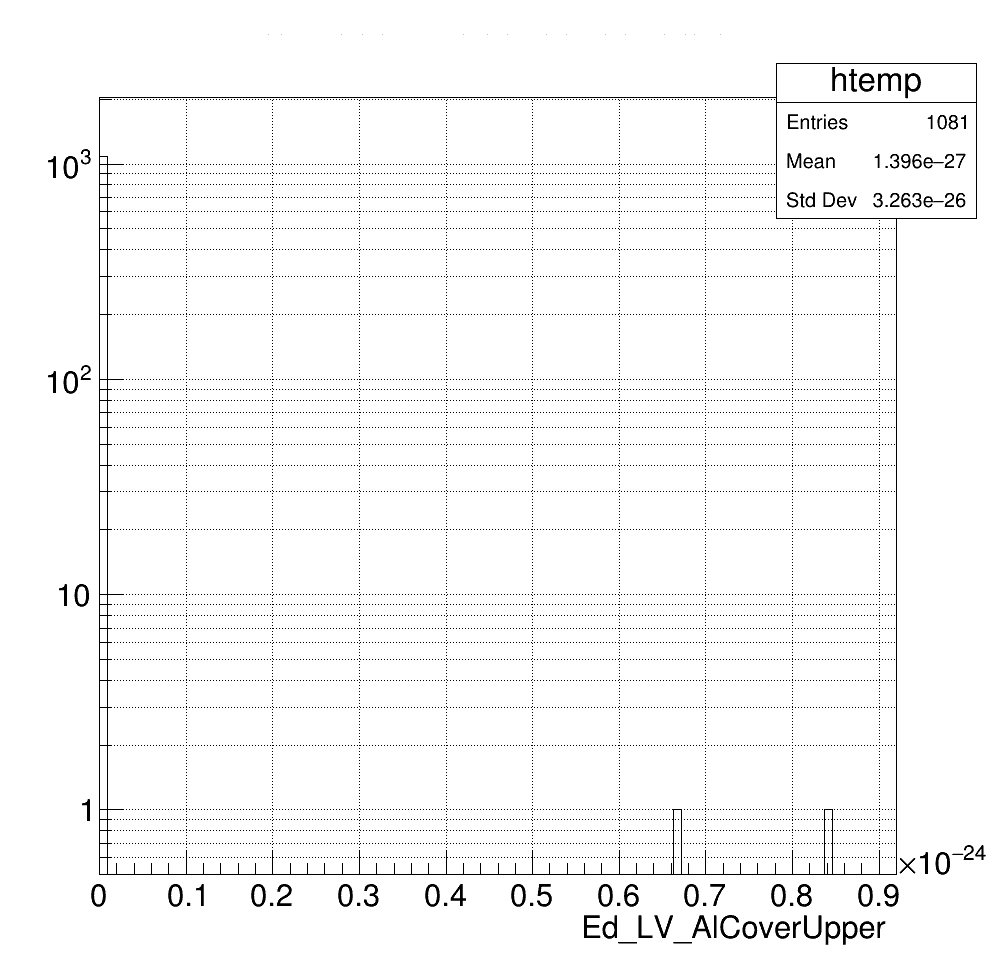 htemp
Entries 1081
Mean 1.396e−27
Std Dev 3.263e−26
10³
10²
10
1
0 0.1 0.2 0.3 0.4 0.5 0.6 0.7 0.8 0.9
×10⁻²⁴
Ed_LV_AlCoverUpper